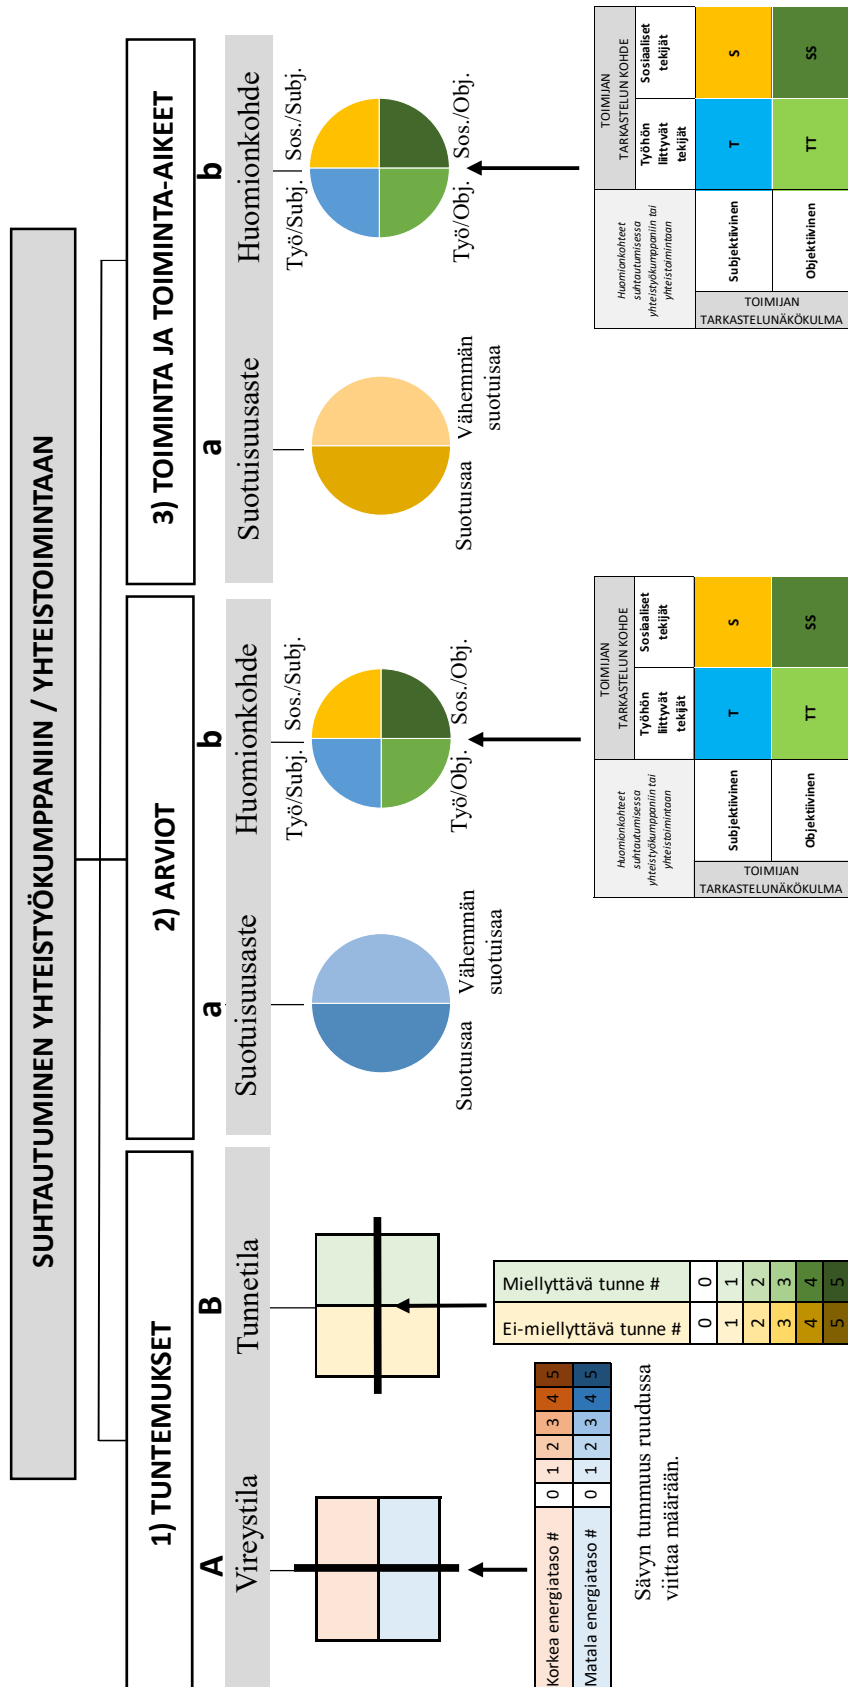 SUHTAUTUMINEN YHTEISTYÖKUMPPANIIN / YHTEISTOIMINTAAN
1) TUNTEMUKSET
2) ARVIOT
3) TOIMINTA JA TOIMINTA-AIKEET
A
B
a
b
a
b
Vireystila
Tunnetila
Suotuisuusaste
Huomionkohde
Suotuisuusaste
Huomionkohde
Korkea energiataso # 0 1 2 3 4 5
Matala energiataso # 0 1 2 3 4 5
Sävyn tummuus ruudussa
viittaa määrään.
Ei-miellyttävä tunne #
Miellyttävä tunne #
0 0
1 1
2 2
3 3
4 4
5 5
Suotuisaa
Vähemmän
suotuisaa
Työ/Subj.
Sos./Subj.
Työ/Obj.
Sos./Obj.
Huomionkohteet
suhtautumisessa
yhteistyökumppaniin tai
yhteistoimintaan
TOIMIJAN
TARKASTELUN KOHDE
Työhön
liittyvät
tekijät
Sosiaaliset
tekijät
TOIMIJAN
TARKASTELUNÄKÖKULMA
Subjektiivinen
T
S
Objektiivinen
TT
SS
Suotuisaa
Vähemmän
suotuisaa
Työ/Subj.
Sos./Subj.
Työ/Obj.
Sos./Obj.
Huomionkohteet
suhtautumisessa
yhteistyökumppaniin tai
yhteistoimintaan
TOIMIJAN
TARKASTELUN KOHDE
Työhön
liittyvät
tekijät
Sosiaaliset
tekijät
TOIMIJAN
TARKASTELUNÄKÖKULMA
Subjektiivinen
T
S
Objektiivinen
TT
SS